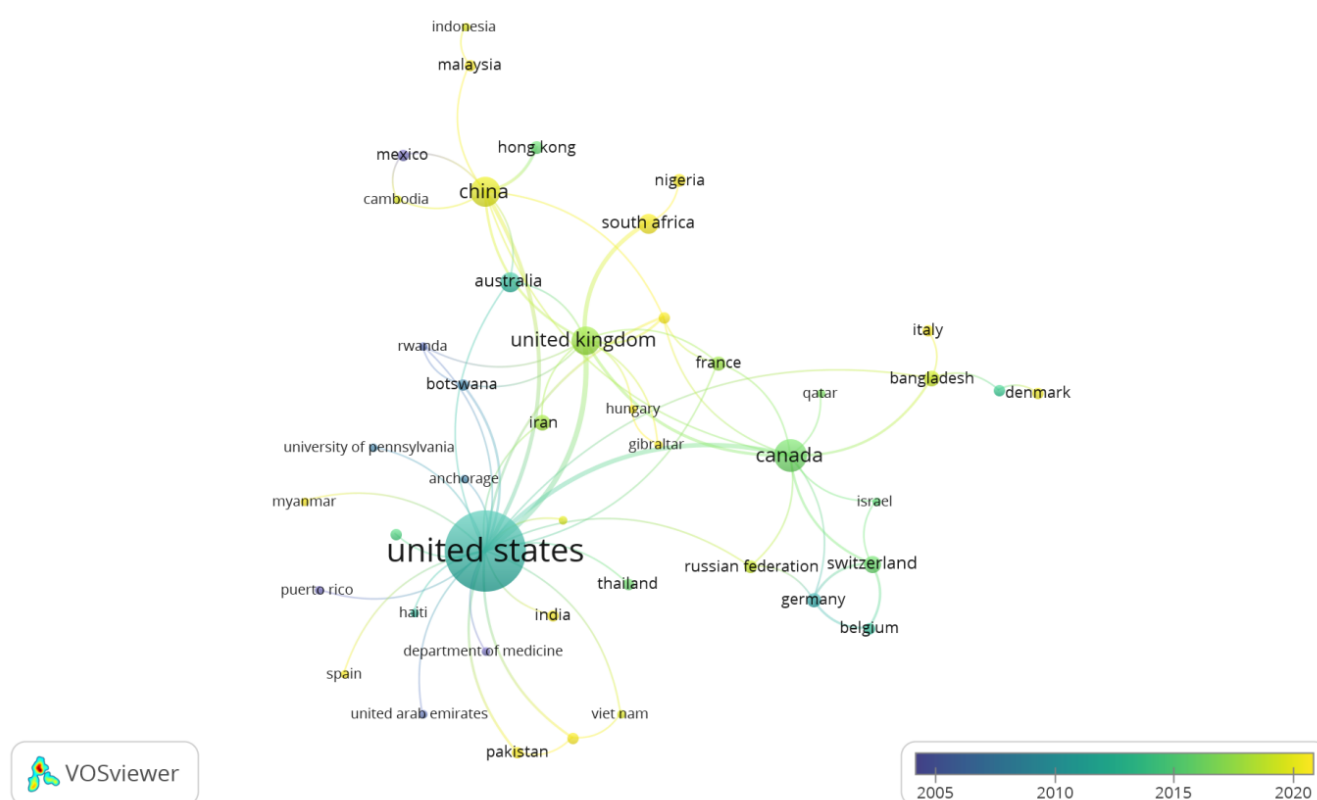 indonesia
malaysia
mexico
hong kong
cambodia
china
nigeria
south africa
australia
united kingdom
rwanda
botswana
france
italy
bangladesh
denmark
qatar
hungary
iran
gibraltar
university of pennsylvania
anchorage
canada
myanmar
israel
united states
thailand
russian federation
switzerland
puerto rico
haiti
india
germany
belgium
department of medicine
spain
united arab emirates
viet nam
pakistan
VOSviewer
2005 2010 2015 2020